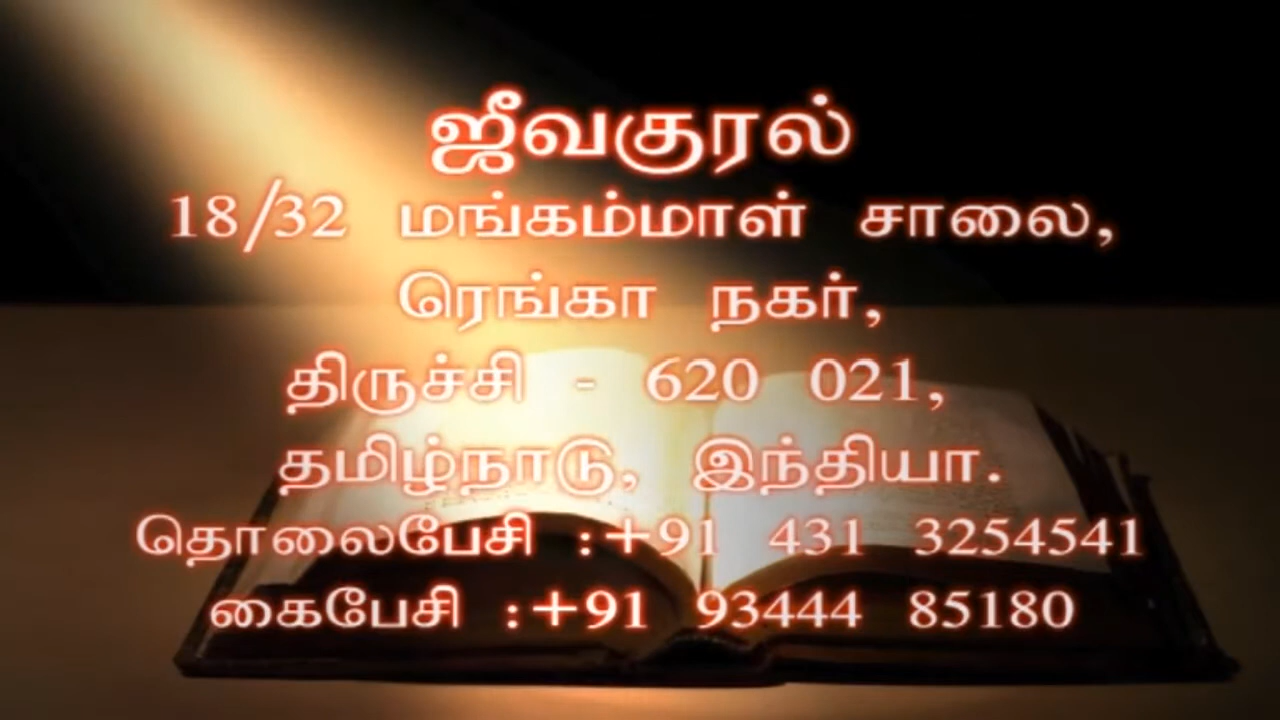 ஜீவகுரல்
18/32 மங்கம்மாள் சாலை,
ரெங்கா நகர்,
திருச்சி - 620 021,
தமிழ்நாடு, இந்தியா.
தொலைபேசி :+91 431 3254541
கைபேசி :+91 93444 85180